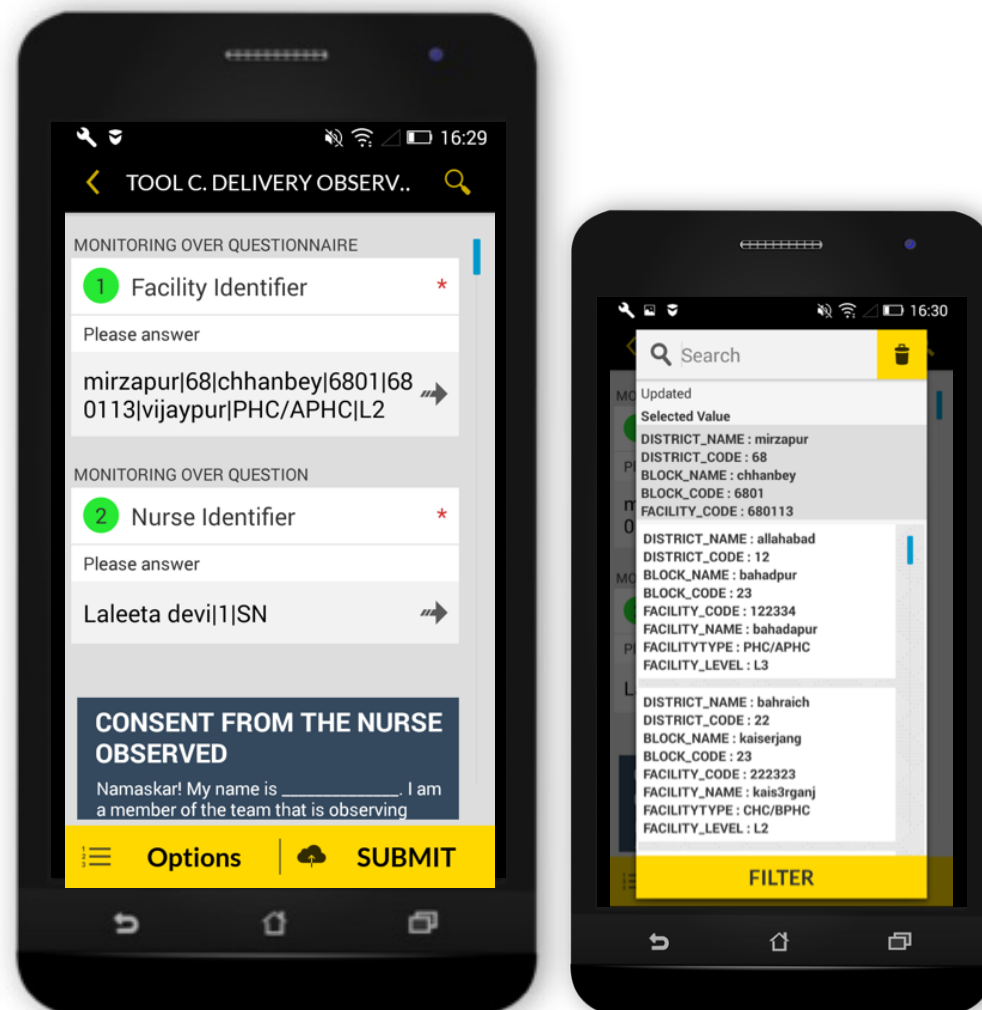 16:29
TOOL C. DELIVERY OBSERV..
MONITORING OVER QUESTIONNAIRE
1 Facility Identifier *
Please answer
mirzapur|68|chhanbey|6801|68
0113|vijaypur|PHC/APHC|L2
MONITORING OVER QUESTION
2 Nurse Identifier *
Please answer
Laleeta devi|1|SN
CONSENT FROM THE NURSE
OBSERVED
Namaskar! My name is ______________. I am
a member of the team that is observing
Options
SUBMIT
16:30
Search
Updated
Selected Value
DISTRICT_NAME : mirzapur
DISTRICT_CODE : 68
BLOCK_NAME : chhanbey
BLOCK_CODE : 6801
FACILITY_CODE : 680113
DISTRICT_NAME : allahabad
DISTRICT_CODE : 12
BLOCK_NAME : bahadpur
BLOCK_CODE : 23
FACILITY_CODE : 122334
FACILITY_NAME : bahadapur
FACILITYTYPE : PHC/APHC
FACILITY_LEVEL : L3
DISTRICT_NAME : bahraich
DISTRICT_CODE : 22
BLOCK_NAME : kaiserjang
BLOCK_CODE : 23
FACILITY_CODE : 222323
FACILITY_NAME : kais3rganj
FACILITYTYPE : CHC/BPHC
FACILITY_LEVEL : L2
FILTER